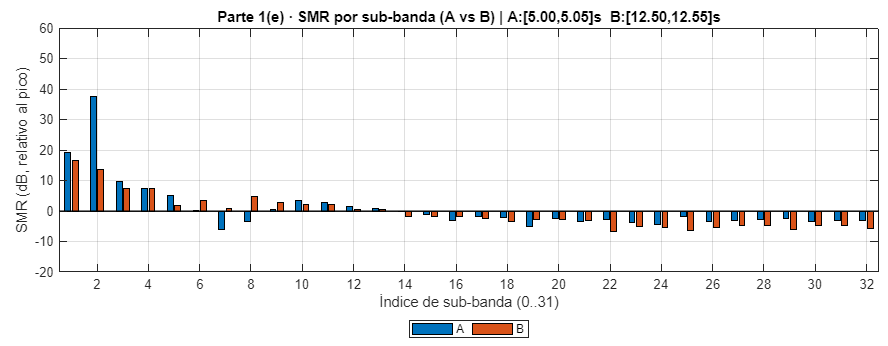 Parte 1(e) · SMR por sub-banda (A vs B) | A:[5.00,5.05]s  B:[12.50,12.55]s
SMR (dB, relativo al pico)
60
50
40
30
20
10
0
-10
-20
2 4 6 8 10 12 14 16 18 20 22 24 26 28 30 32
Índice de sub-banda (0..31)
A B